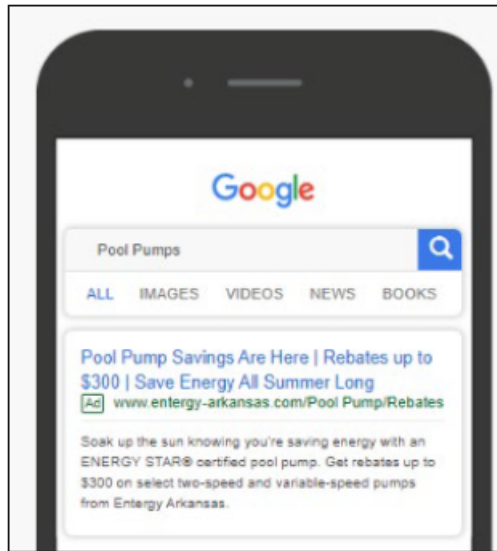 Google
Pool Pumps
ALL IMAGES VIDEOS NEWS BOOKS
Pool Pump Savings Are Here | Rebates up to
$300 | Save Energy All Summer Long
Ad www.entergy-arkansas.com/Pool Pump/Rebates
Soak up the sun knowing you're saving energy with an
ENERGY STAR® certified pool pump. Get rebates up to
$300 on select two-speed and variable-speed pumps
from Entergy Arkansas.